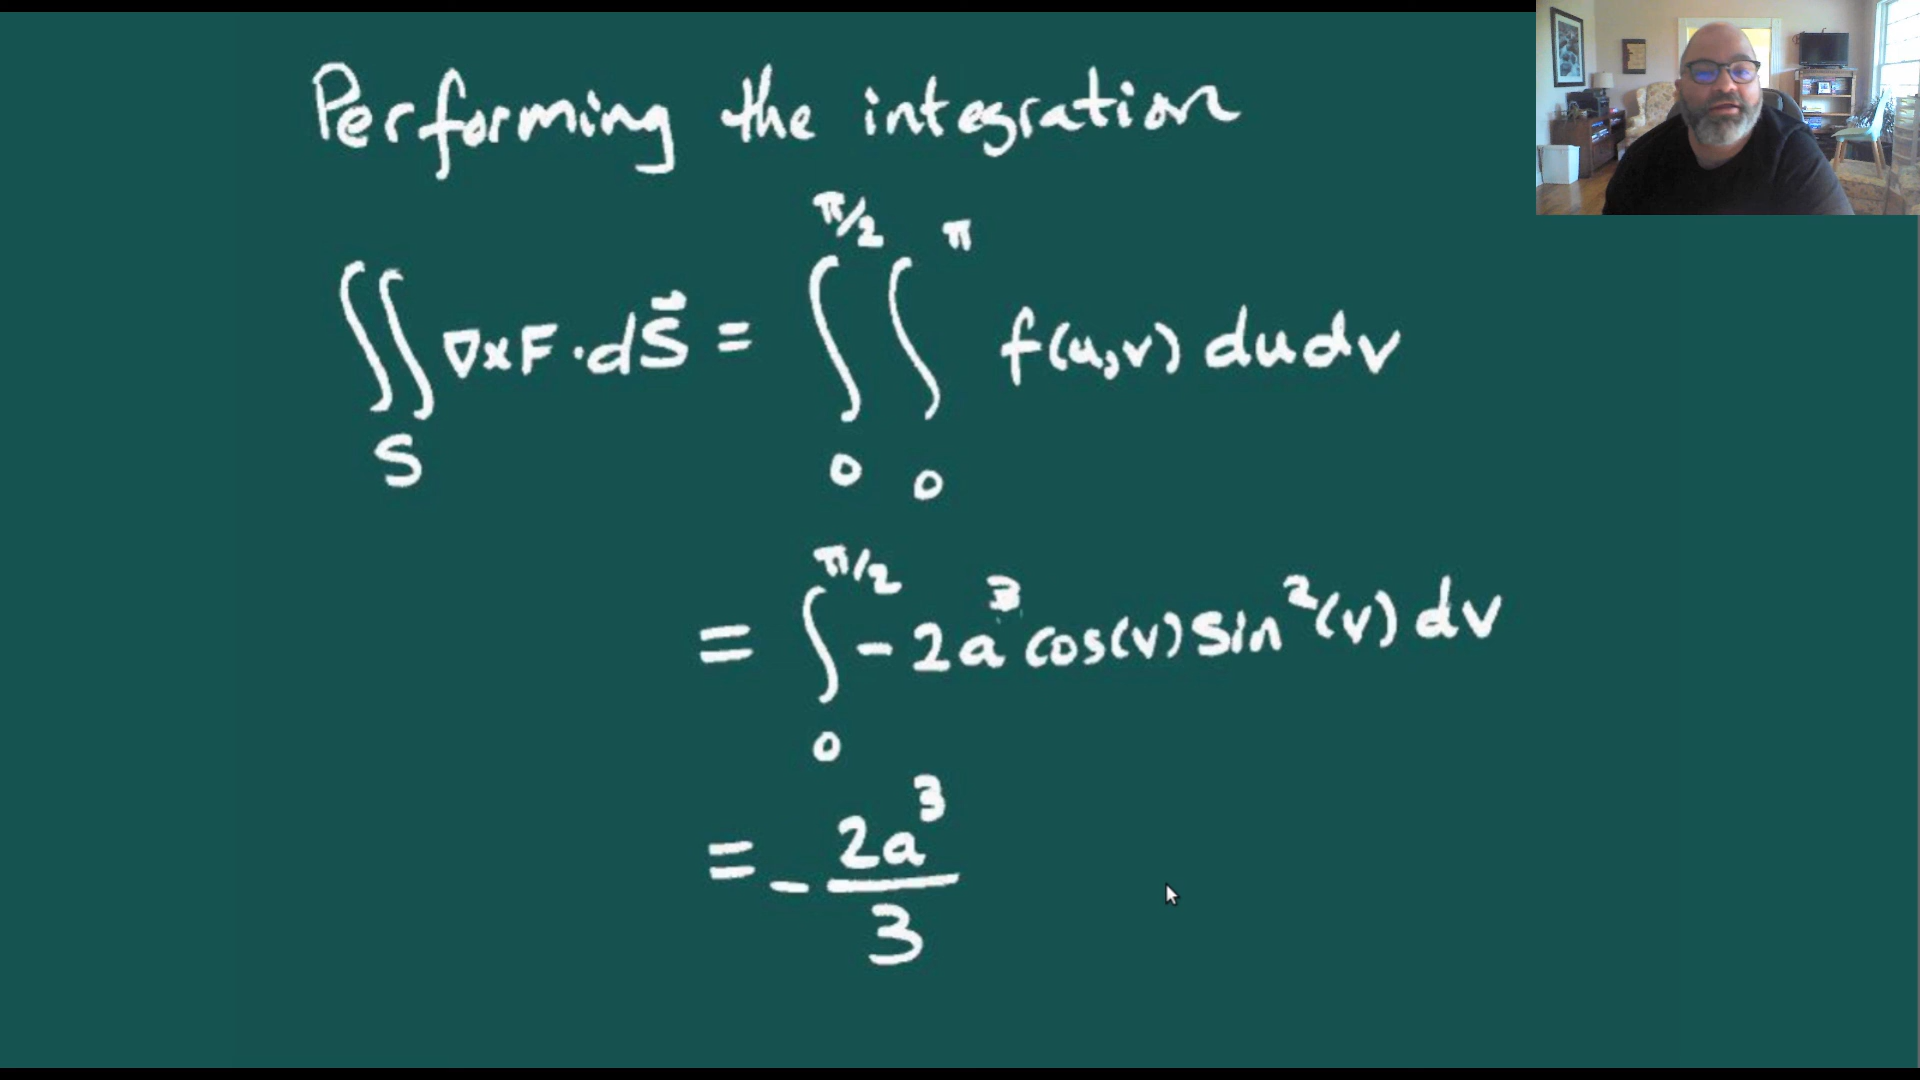 Performing the integration
∬_S ∇×F·dS⃗ = ∫_0^{π/2} ∫_0^π f(u,v) du dv
= ∫_0^{π/2} -2a³ cos(v) sin²(v) dv
= - 2a³/3